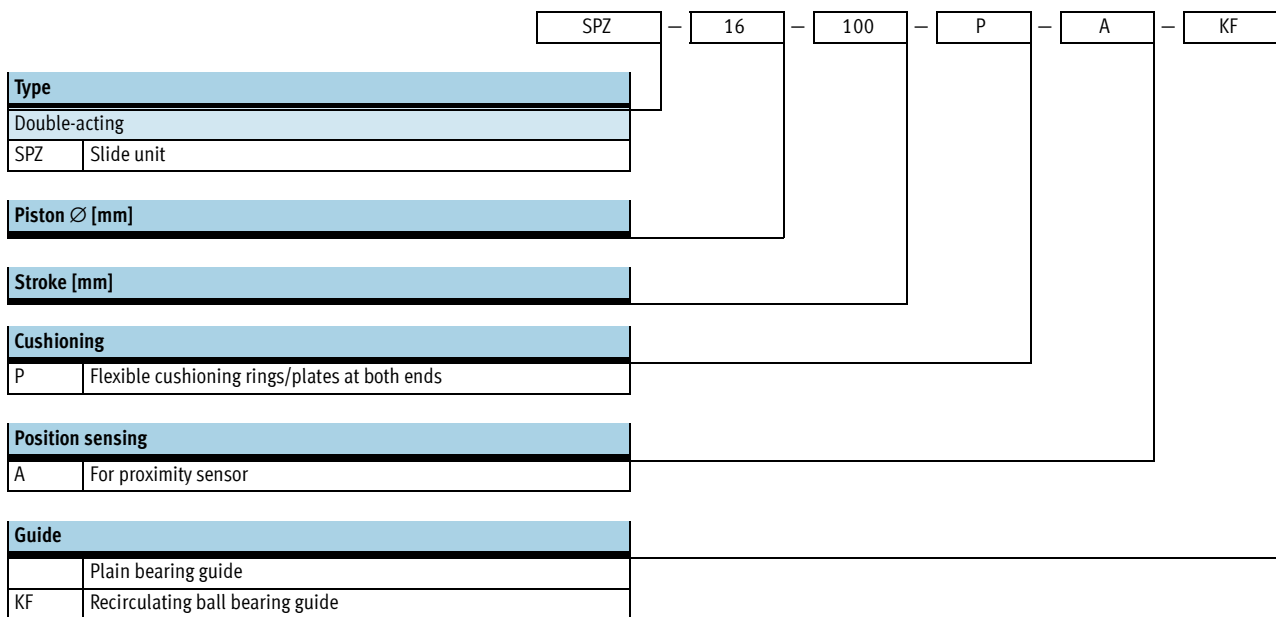 SPZ – 16 – 100 – P – A – KF
Type
Double-acting
SPZ Slide unit
Piston ∅ [mm]
Stroke [mm]
Cushioning
P Flexible cushioning rings/plates at both ends
Position sensing
A For proximity sensor
Guide
Plain bearing guide
KF Recirculating ball bearing guide